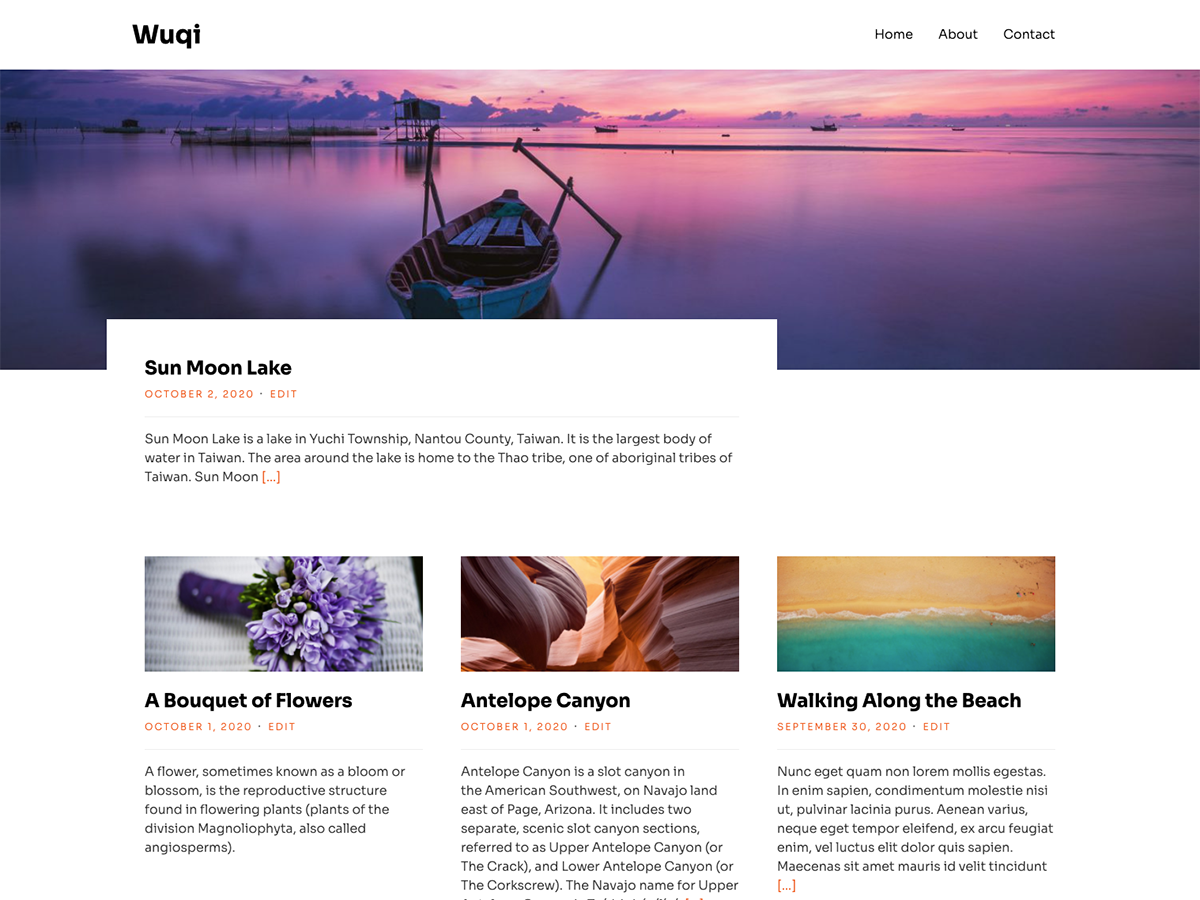 Wuqi
Home About Contact
Sun Moon Lake
OCTOBER 2, 2020 · EDIT
Sun Moon Lake is a lake in Yuchi Township, Nantou County, Taiwan. It is the largest body of
water in Taiwan. The area around the lake is home to the Thao tribe, one of aboriginal tribes of
Taiwan. Sun Moon [...]
A Bouquet of Flowers
OCTOBER 1, 2020 · EDIT
A flower, sometimes known as a bloom or
blossom, is the reproductive structure
found in flowering plants (plants of the
division Magnoliophyta, also called
angiosperms).
Antelope Canyon
OCTOBER 1, 2020 · EDIT
Antelope Canyon is a slot canyon in
the American Southwest, on Navajo land
east of Page, Arizona. It includes two
separate, scenic slot canyon sections,
referred to as Upper Antelope Canyon (or
The Crack), and Lower Antelope Canyon (or
The Corkscrew). The Navajo name for Upper
Walking Along the Beach
SEPTEMBER 30, 2020 · EDIT
Nunc eget quam non lorem mollis egestas.
In enim sapien, condimentum molestie nisi
ut, pulvinar lacinia purus. Aenean varius,
neque eget tempor eleifend, ex arcu feugiat
enim, vel luctus elit dolor quis sapien.
Maecenas sit amet mauris id velit tincidunt
[...]